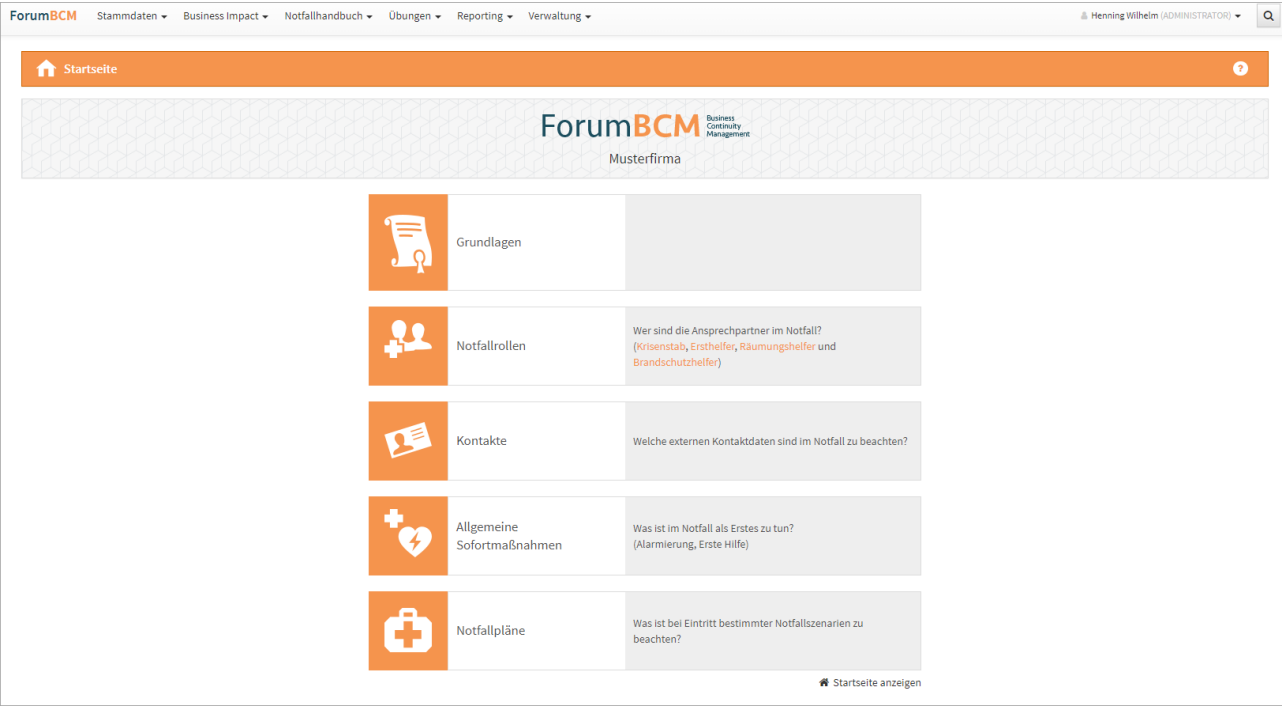 ForumBCM Stammdaten Business Impact Notfallhandbuch Übungen Reporting Verwaltung Henning Wilhelm (ADMINISTRATOR)
Startseite ?
ForumBCM Business
Continuity
Management
Musterfirma
Grundlagen
Notfallrollen
Wer sind die Ansprechpartner im Notfall?
(Krisenstab, Ersthelfer, Räumungshelfer und
Brandschutzhelfer)
Kontakte
Welche externen Kontaktdaten sind im Notfall zu beachten?
Allgemeine
Sofortmaßnahmen
Was ist im Notfall als Erstes zu tun?
(Alarmierung, Erste Hilfe)
Notfallpläne
Was ist bei Eintritt bestimmter Notfallszenarien zu
beachten?
Startseite anzeigen